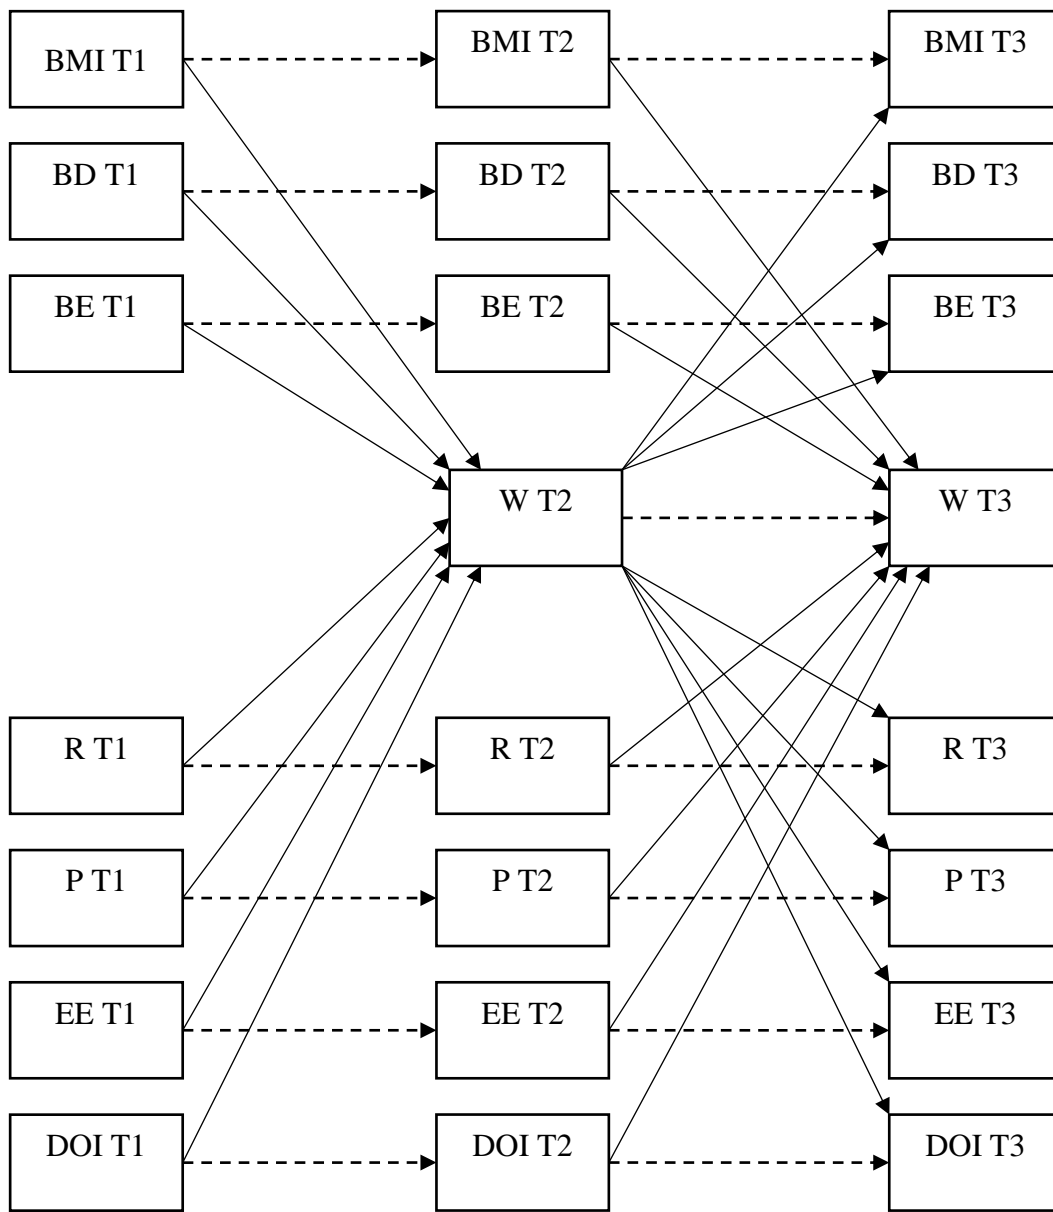 BMI T1
BMI T2
BMI T3
BD T1
BD T2
BD T3
BE T1
BE T2
BE T3
W T2
W T3
R T1
R T2
R T3
P T1
P T2
P T3
EE T1
EE T2
EE T3
DOI T1
DOI T2
DOI T3